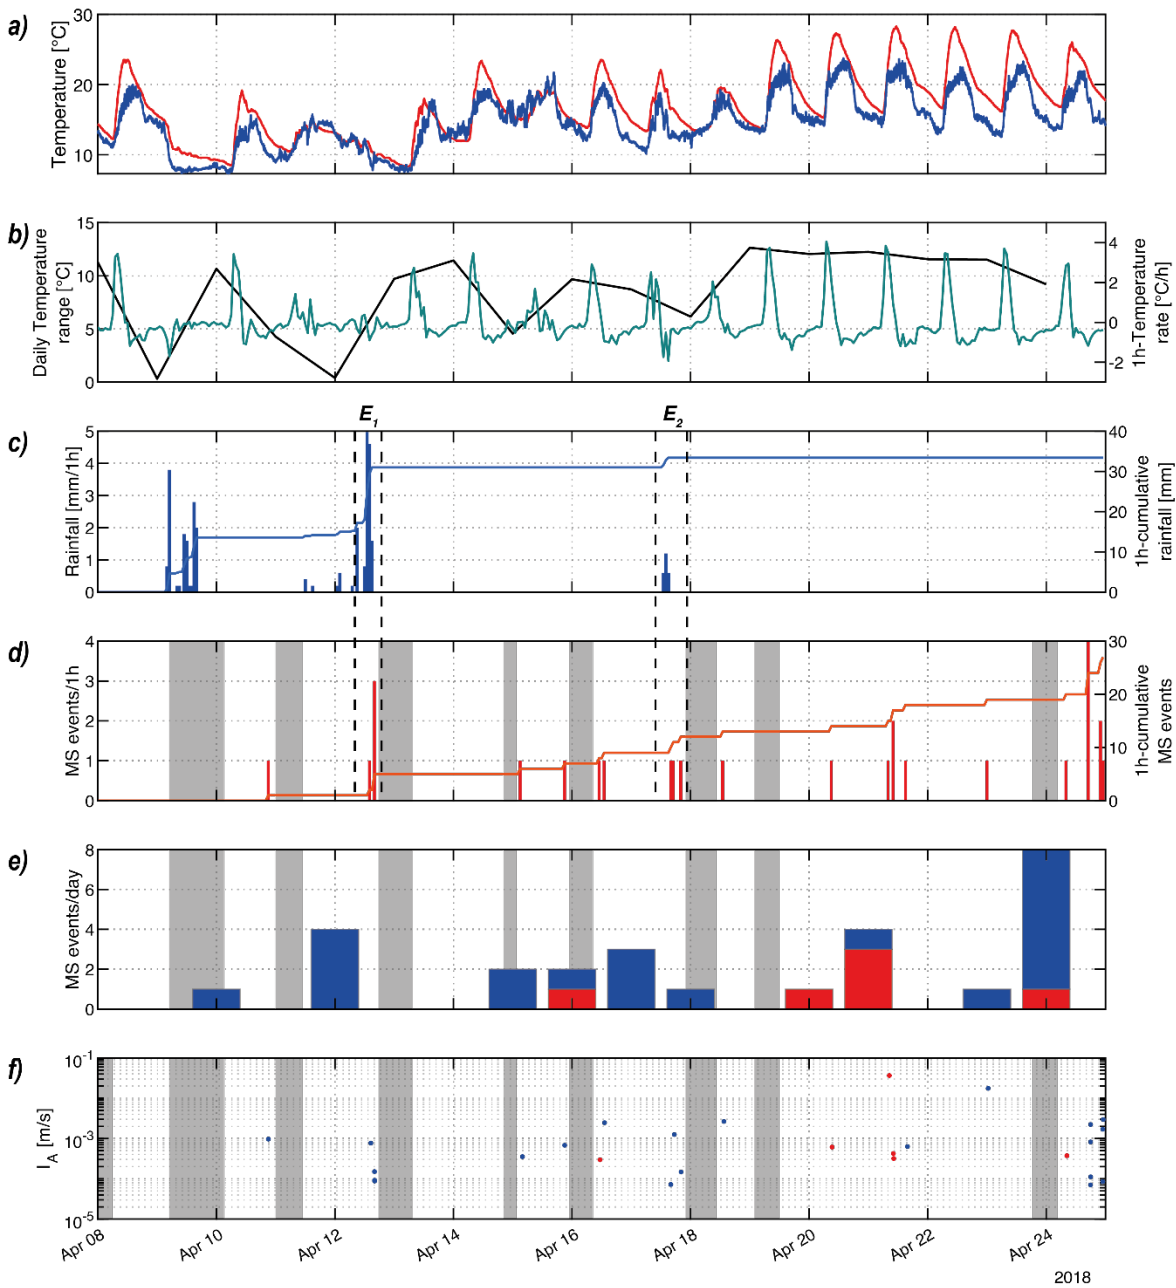 a)
Temperature [°C]
30
20
10
b)
Daily Temperature
range [°C]
15
10
5
0
4
2
0
-2
1h-Temperature
rate [°C/h]
E1
E2
c)
Rainfall [mm/1h]
5
4
3
2
1
0
40
30
20
10
0
1h-cumulative
rainfall [mm]
d)
MS events/1h
4
3
2
1
0
30
20
10
0
1h-cumulative
MS events
e)
MS events/day
8
6
4
2
0
f)
I_A [m/s]
10^-1
10^-3
10^-5
Apr 08
Apr 10
Apr 12
Apr 14
Apr 16
Apr 18
Apr 20
Apr 22
Apr 24
2018